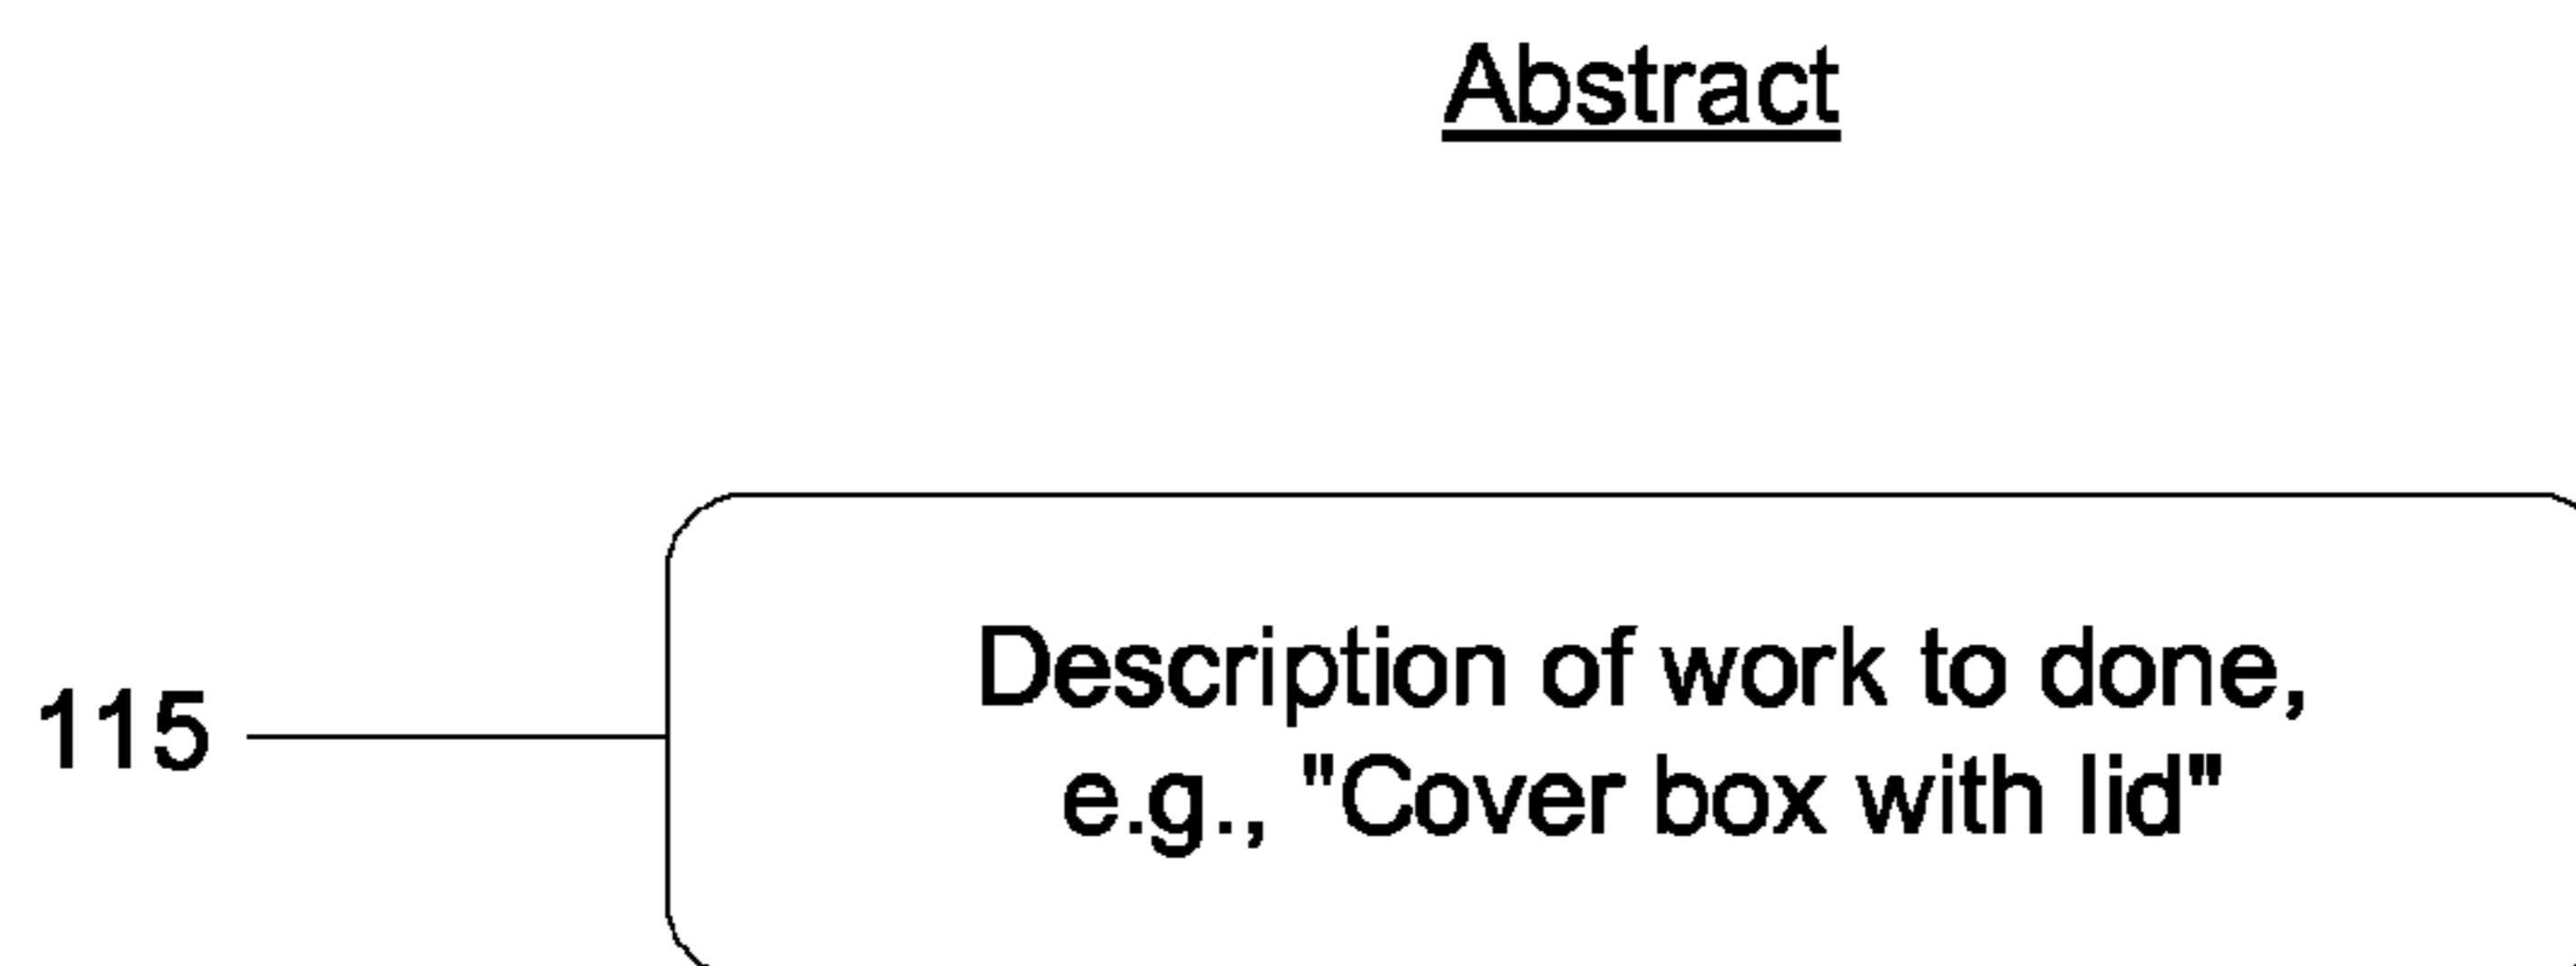 Abstract
Description of work to done,
115
e.g., "Cover box with lid"